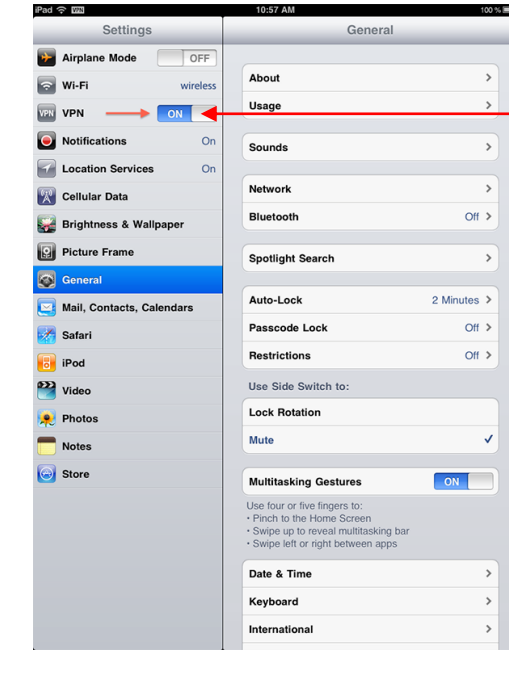 iPad VPN 10:57 AM 100 %
Settings
Airplane Mode OFF
Wi-Fi wireless
VPN VPN ON
Notifications On
Location Services On
Cellular Data
Brightness & Wallpaper
Picture Frame
General
Mail, Contacts, Calendars
Safari
iPod
Video
Photos
Notes
Store
General
About
Usage
Sounds
Network
Bluetooth Off
Spotlight Search
Auto-Lock 2 Minutes
Passcode Lock Off
Restrictions Off
Use Side Switch to:
Lock Rotation
Mute
Multitasking Gestures ON
Use four or five fingers to:
• Pinch to the Home Screen
• Swipe up to reveal multitasking bar
• Swipe left or right between apps
Date & Time
Keyboard
International